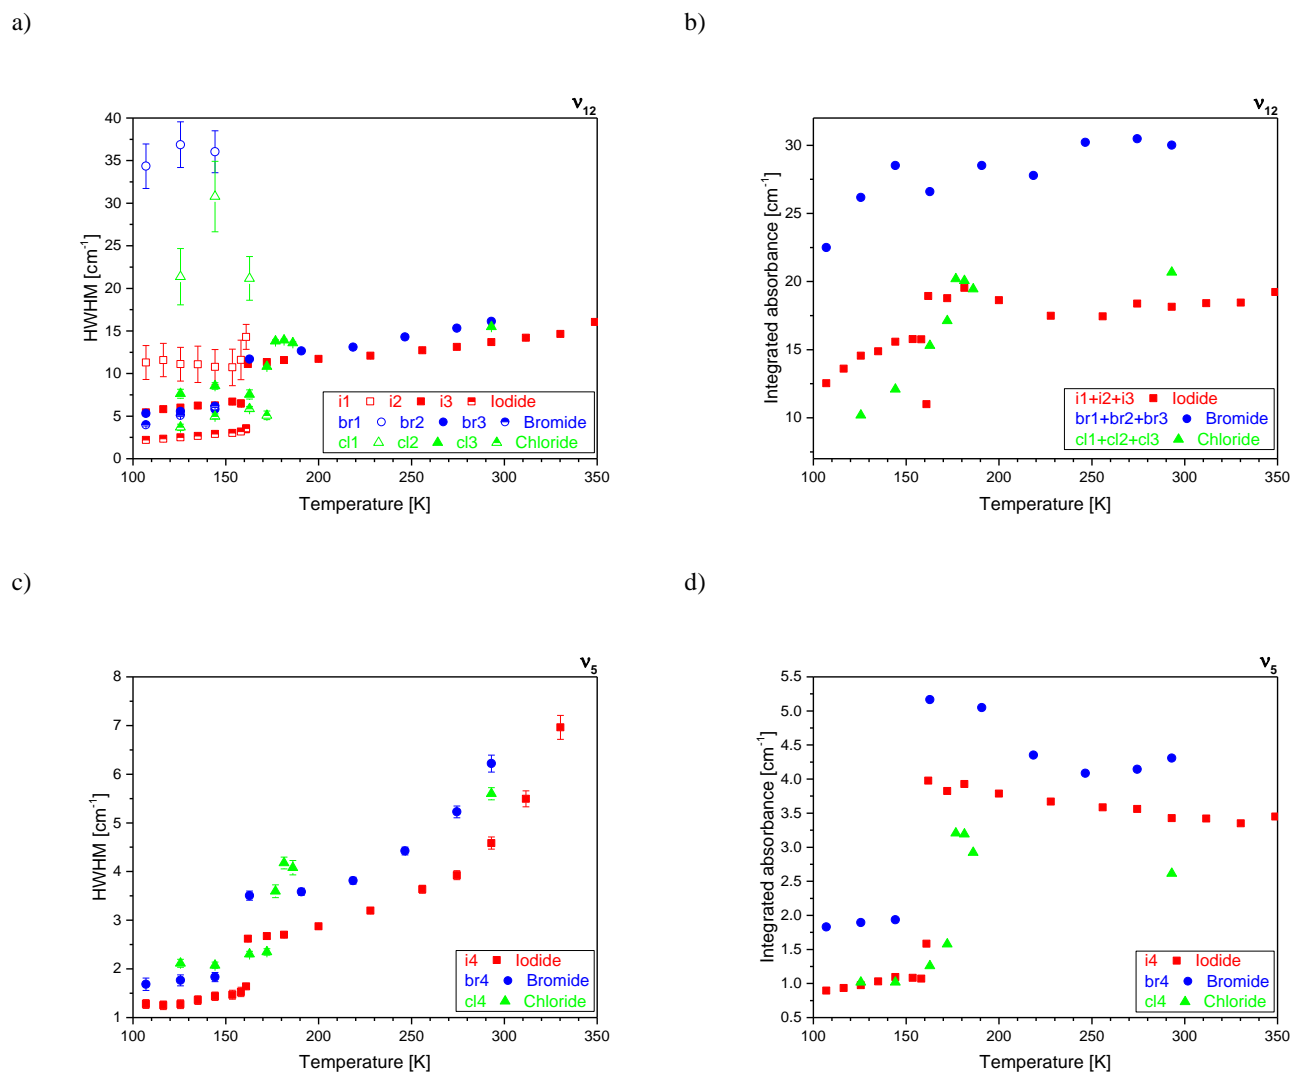 a)
b)
ν12
40
35
30
25
20
15
10
5
0
HWHM [cm-1]
i1 i2 i3 Iodide
br1 br2 br3 Bromide
cl1 cl2 cl3 Chloride
100 150 200 250 300 350
Temperature [K]
ν12
30
25
20
15
10
Integrated absorbance [cm-1]
i1+i2+i3 Iodide
br1+br2+br3 Bromide
cl1+cl2+cl3 Chloride
100 150 200 250 300 350
Temperature [K]
c)
d)
ν5
8
7
6
5
4
3
2
1
HWHM [cm-1]
i4 Iodide
br4 Bromide
cl4 Chloride
100 150 200 250 300 350
Temperature [K]
ν5
5.5
5.0
4.5
4.0
3.5
3.0
2.5
2.0
1.5
1.0
0.5
Integrated absorbance [cm-1]
i4 Iodide
br4 Bromide
cl4 Chloride
100 150 200 250 300 350
Temperature [K]